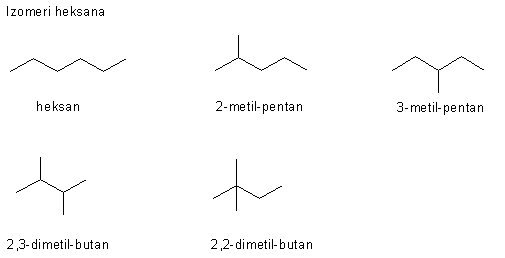 Izomeri heksana
heksan
2-metil-pentan
3-metil-pentan
2,3-dimetil-butan
2,2-dimetil-butan